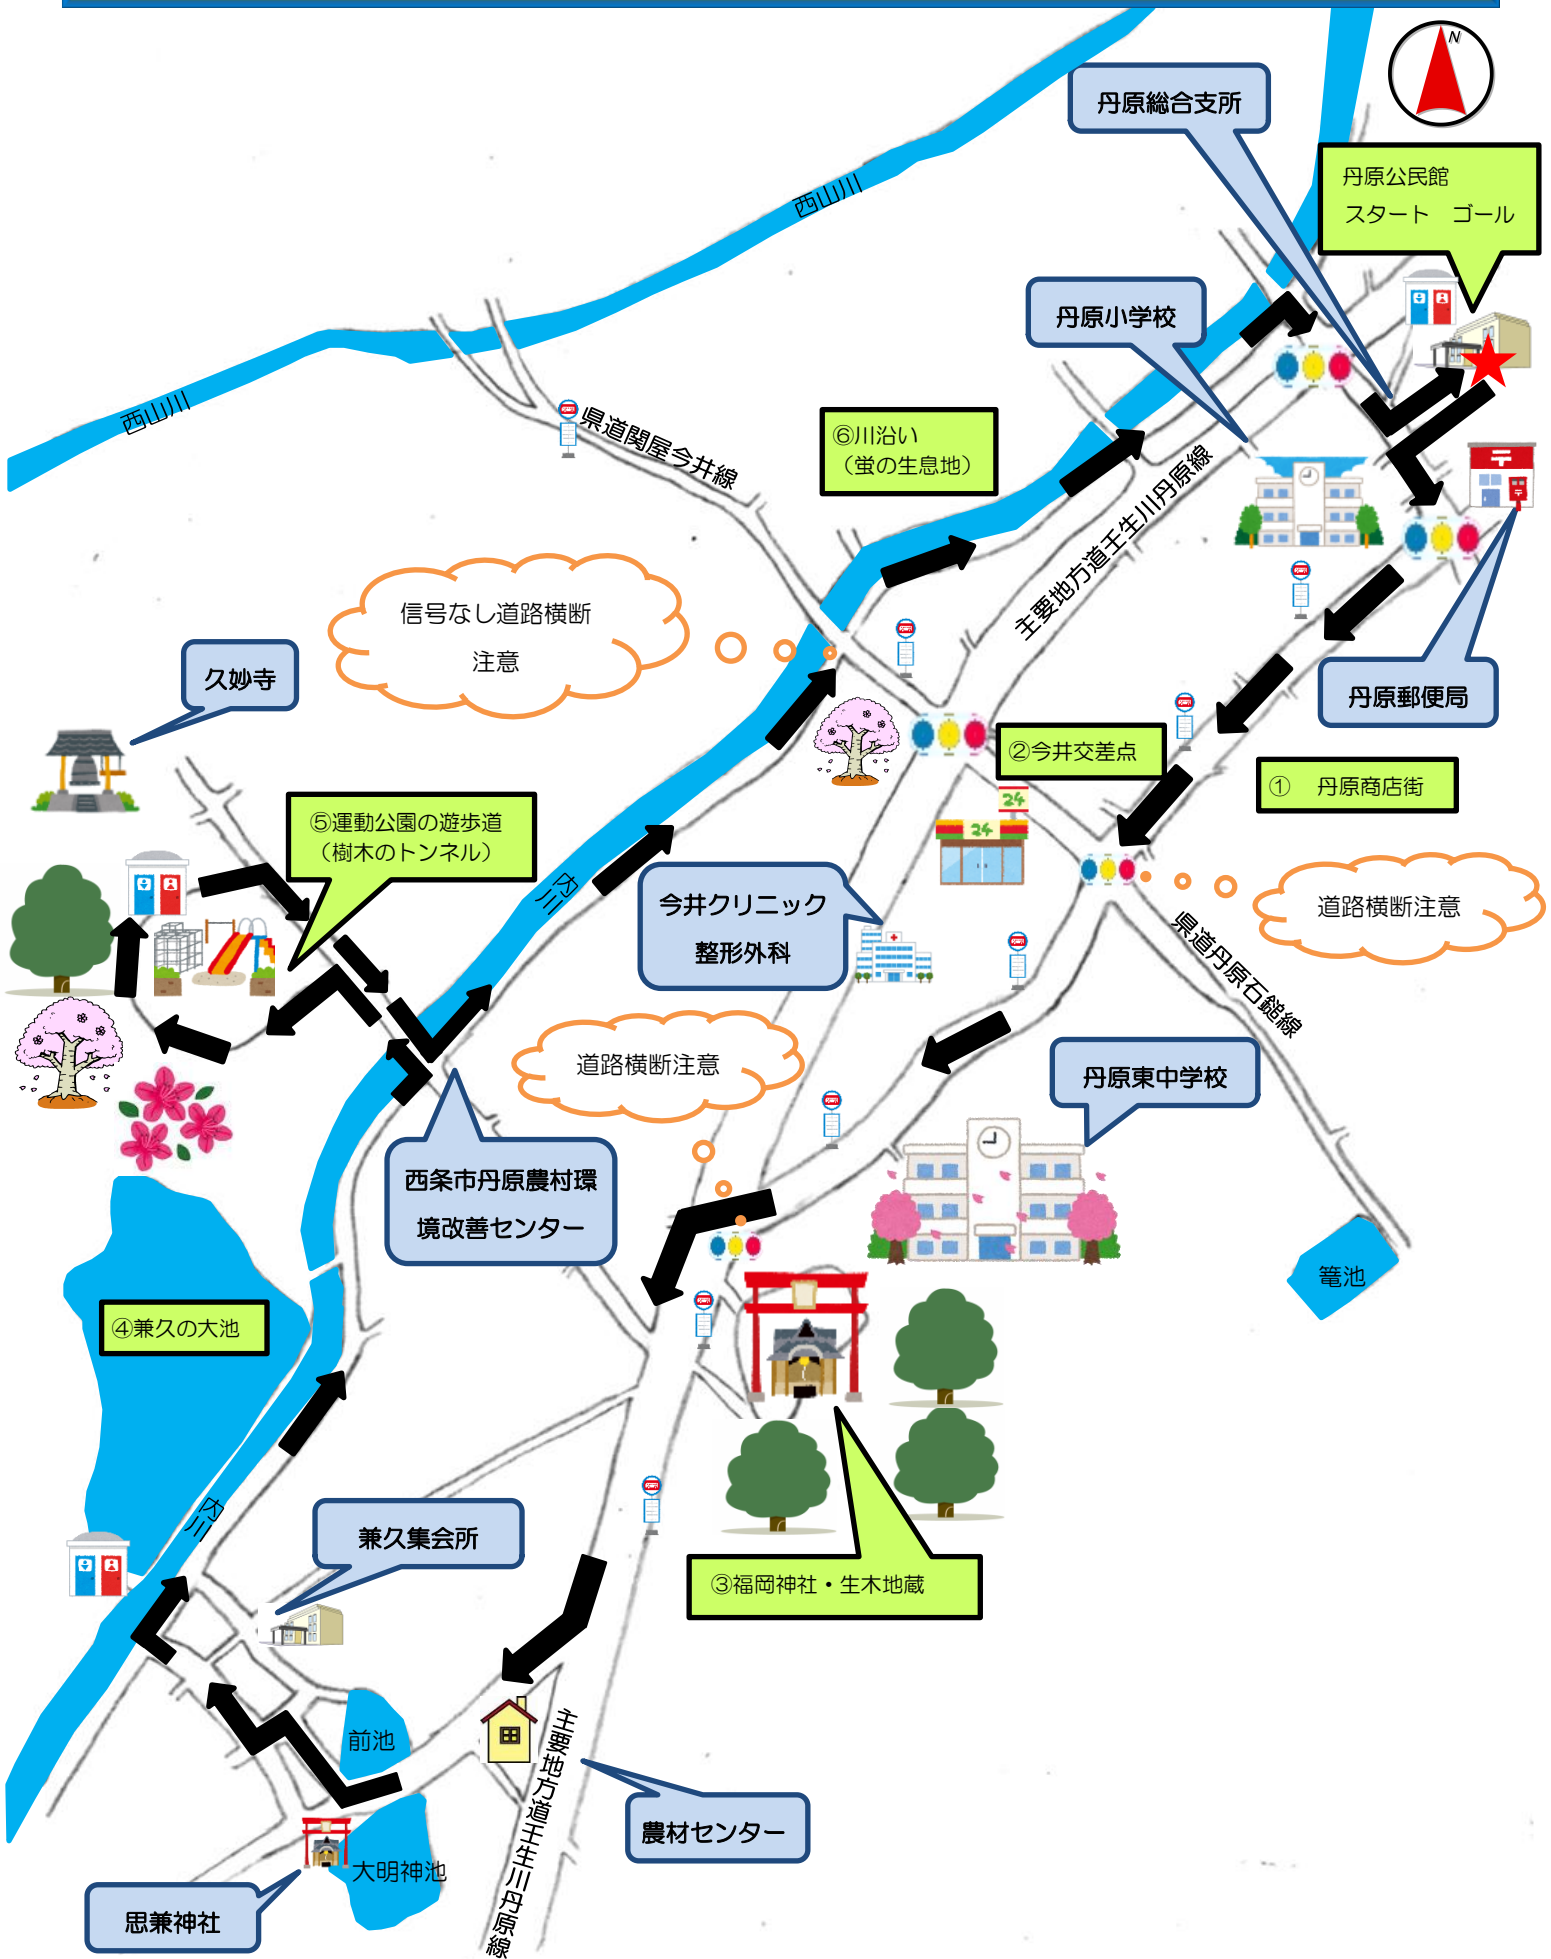 N
丹原総合支所
丹原公民館
スタート　ゴール
西山川
丹原小学校
西山川
県道関屋今井線
⑥川沿い
（蛍の生息地）
主要地方道壬生川丹原線
信号なし道路横断
注意
久妙寺
丹原郵便局
②今井交差点
①　丹原商店街
24
24
⑤運動公園の遊歩道
（樹木のトンネル）
内川
今井クリニック
整形外科
道路横断注意
県道丹原石鎚線
道路横断注意
丹原東中学校
西条市丹原農村環
境改善センター
篭池
④兼久の大池
内川
兼久集会所
③福岡神社・生木地蔵
前池
主要地方道壬生川丹原線
農村センター
大明神池
思兼神社